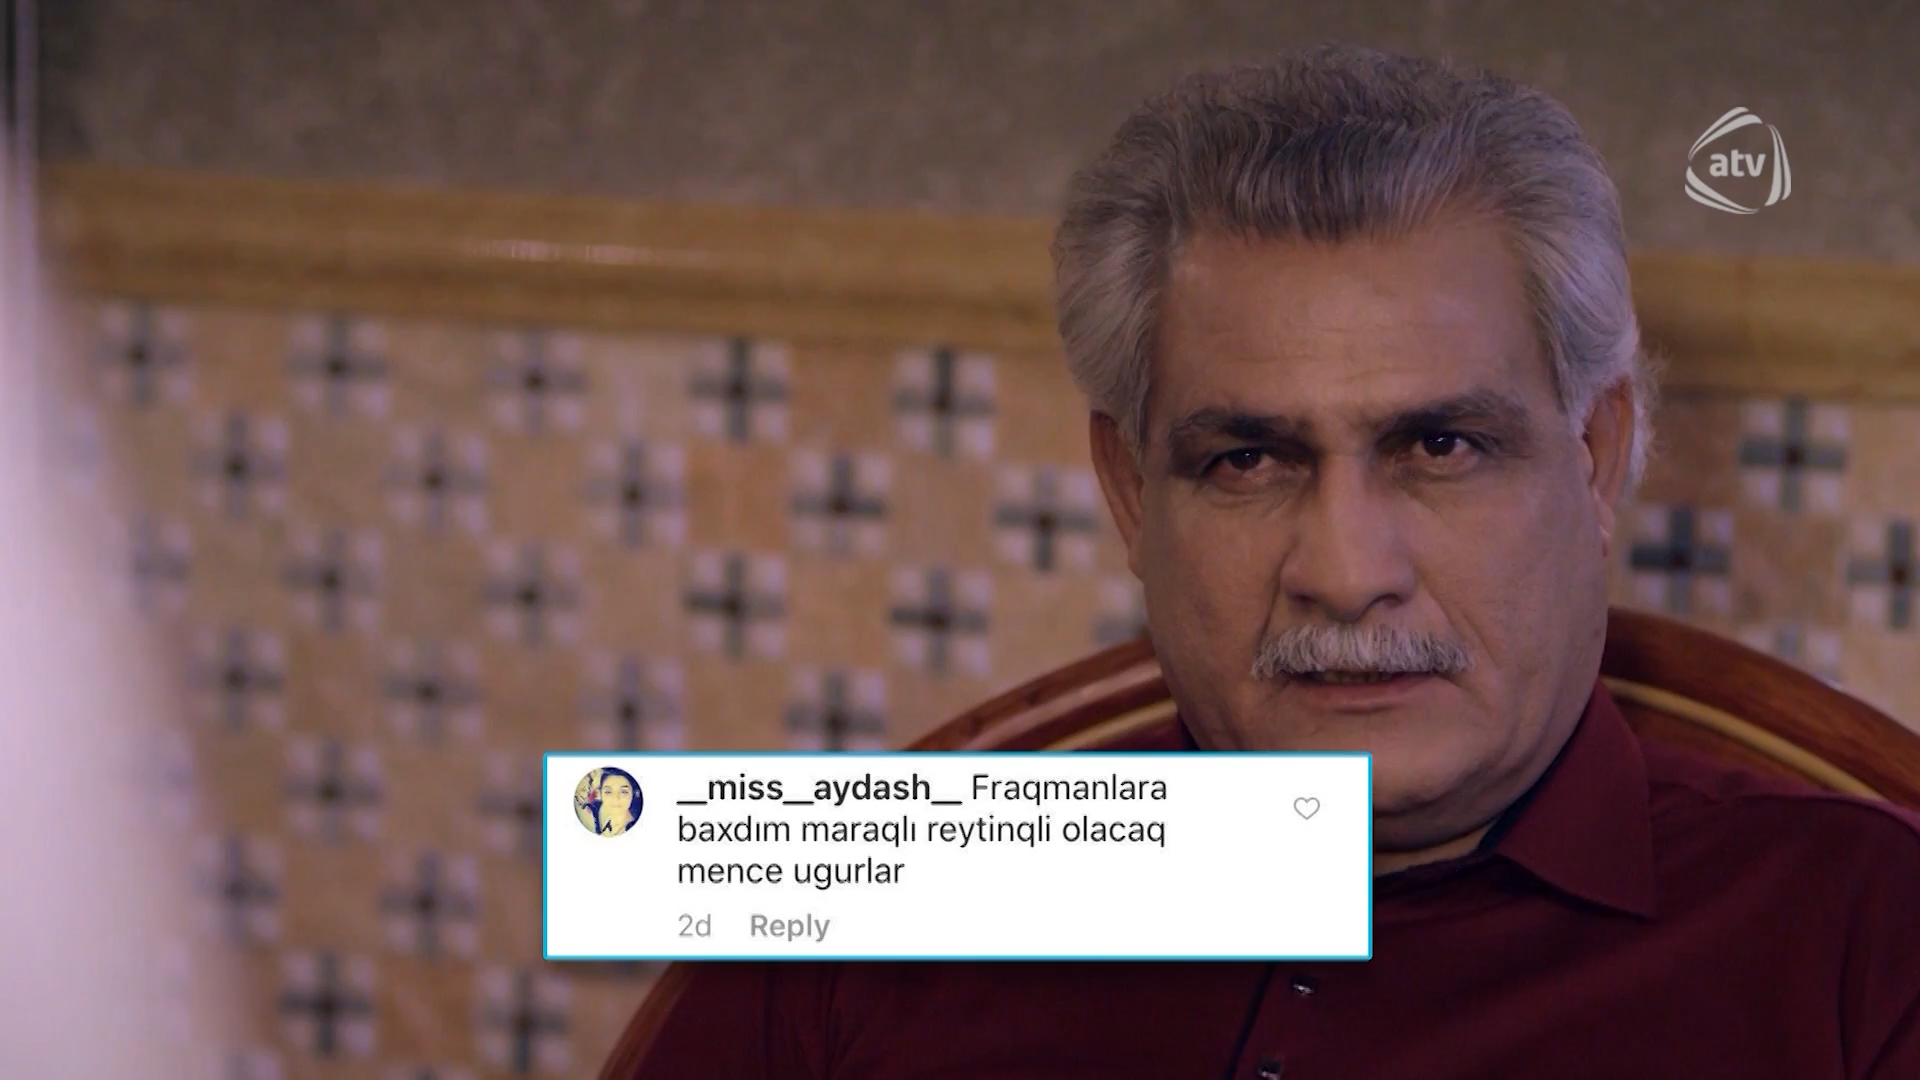 atv
__miss__aydash__ Fraqmanlara
baxdım maraqlı reytinqli olacaq
mence ugurlar
2d Reply